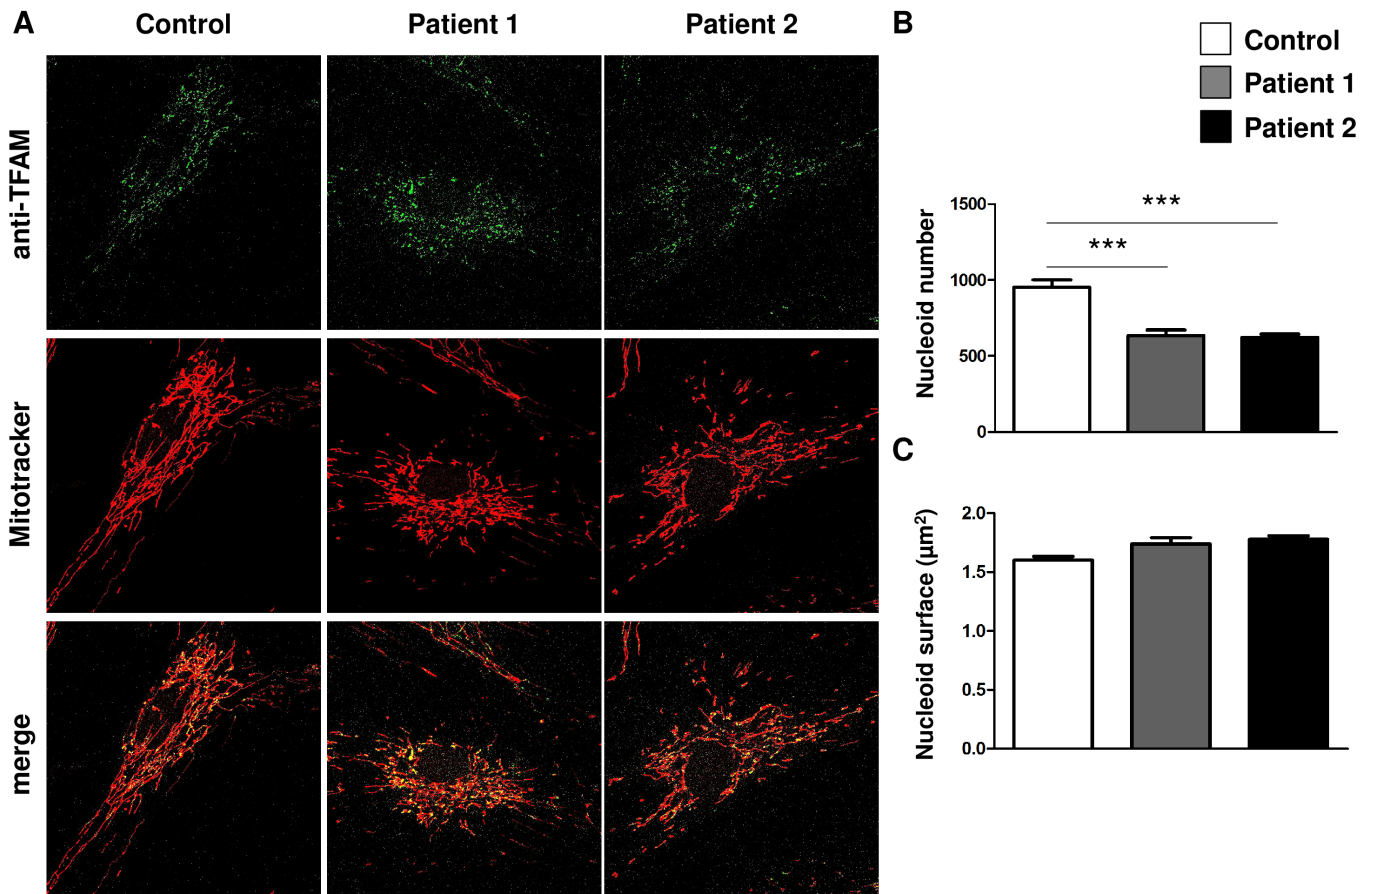 A
Control
Patient 1
Patient 2
anti-TFAM
Mitotracker
merge
B
Control
Patient 1
Patient 2
***
***
Nucleoid number
1500
1000
500
0
C
Nucleoid surface (µm²)
2.0
1.5
1.0
0.5
0.0